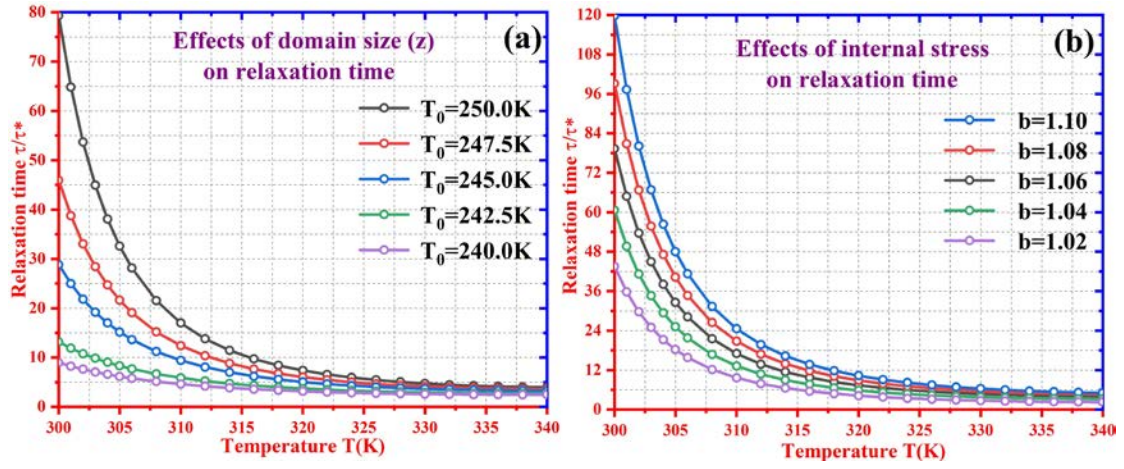 (a)
Effects of domain size (z)
on relaxation time
T₀=250.0K
T₀=247.5K
T₀=245.0K
T₀=242.5K
T₀=240.0K
Relaxation time τ/τ*
80
70
60
50
40
30
20
10
0
300 305 310 315 320 325 330 335 340
Temperature T(K)
(b)
Effects of internal stress
on relaxation time
b=1.10
b=1.08
b=1.06
b=1.04
b=1.02
Relaxation time τ/τ*
120
108
96
84
72
60
48
36
24
12
0
300 305 310 315 320 325 330 335 340
Temperature T(K)